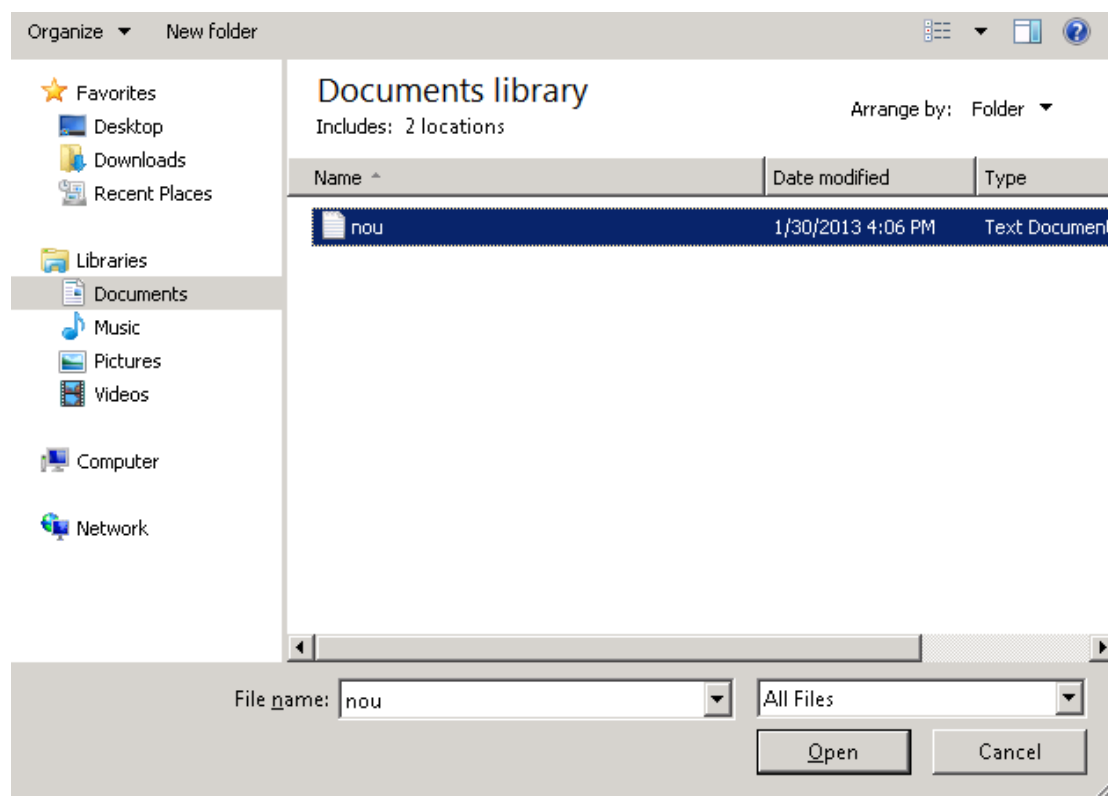 Organize New folder
Favorites
Desktop
Downloads
Recent Places
Libraries
Documents
Music
Pictures
Videos
Computer
Network
Documents library
Includes: 2 locations
Arrange by: Folder
Name Date modified Type
nou 1/30/2013 4:06 PM Text Documen
File name: nou All Files
Open Cancel